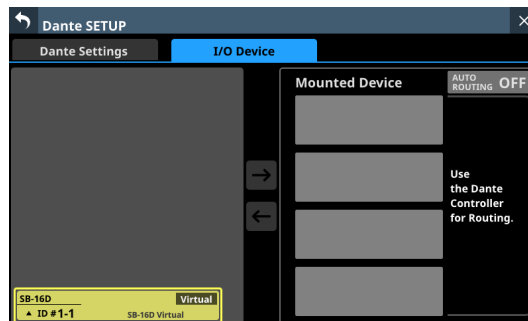 Dante SETUP
Dante Settings
I/O Device
Mounted Device
AUTO
ROUTING OFF
Use
the Dante
Controller
for Routing.
SB-16D
Virtual
ID # 1-1
SB-16D Virtual